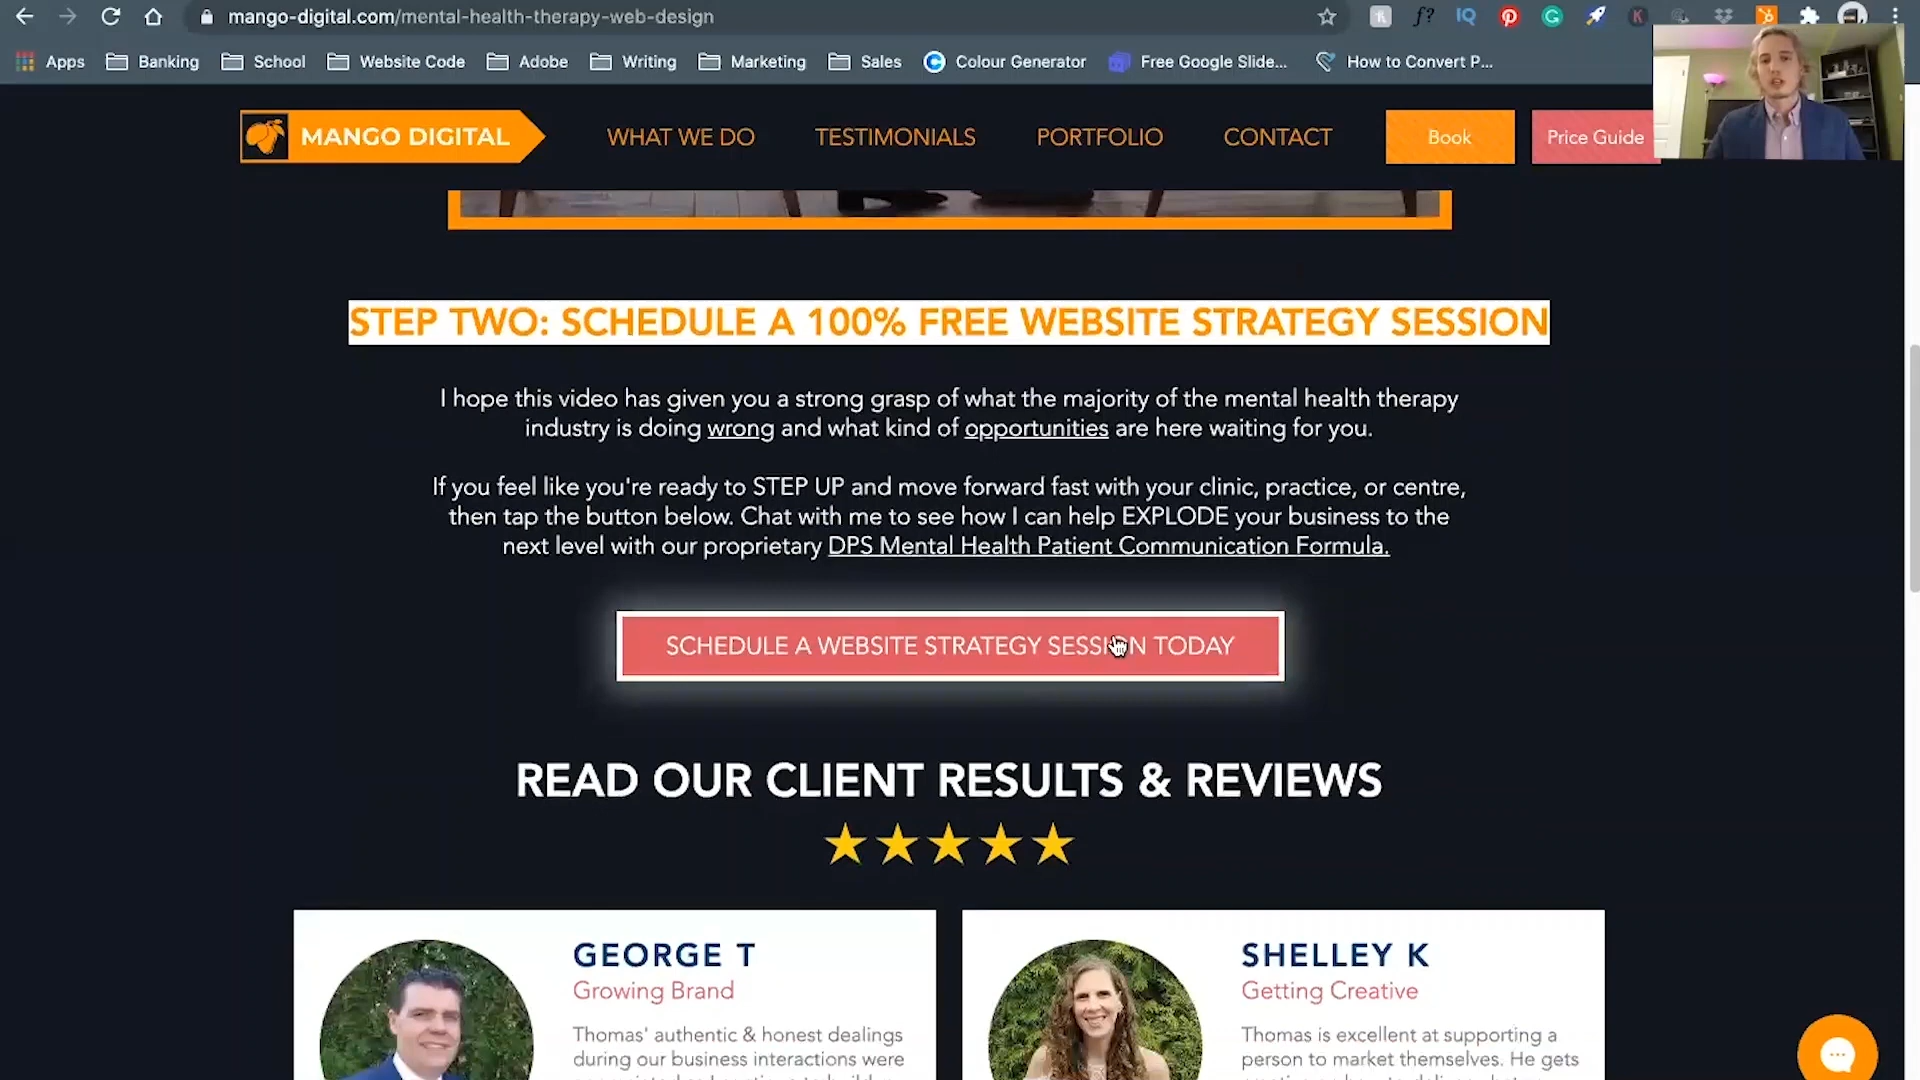 mango-digital.com/mental-health-therapy-web-design
Apps
Banking
School
Website Code
Adobe
Writing
Marketing
Sales
Colour Generator
Free Google Slide...
How to Convert P...
MANGO DIGITAL
WHAT WE DO
TESTIMONIALS
PORTFOLIO
CONTACT
Book
Price Guide
STEP TWO: SCHEDULE A 100% FREE WEBSITE STRATEGY SESSION
I hope this video has given you a strong grasp of what the majority of the mental health therapy
industry is doing wrong and what kind of opportunities are here waiting for you.
If you feel like you're ready to STEP UP and move forward fast with your clinic, practice, or centre,
then tap the button below. Chat with me to see how I can help EXPLODE your business to the
next level with our proprietary DPS Mental Health Patient Communication Formula.
SCHEDULE A WEBSITE STRATEGY SESSION TODAY
READ OUR CLIENT RESULTS & REVIEWS
GEORGE T
Growing Brand
Thomas' authentic & honest dealings
during our business interactions were
SHELLEY K
Getting Creative
Thomas is excellent at supporting a
person to market themselves. He gets